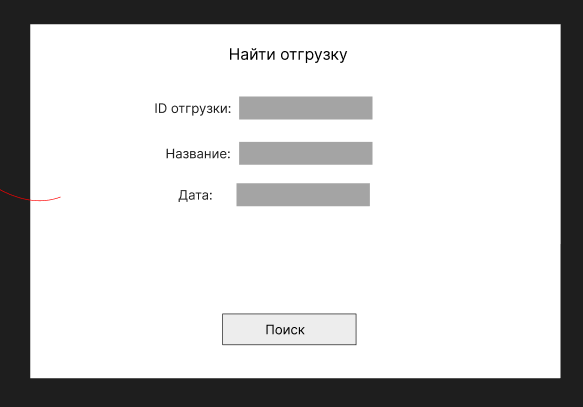 Найти отгрузку
ID отгрузки:
Название:
Дата:
Поиск